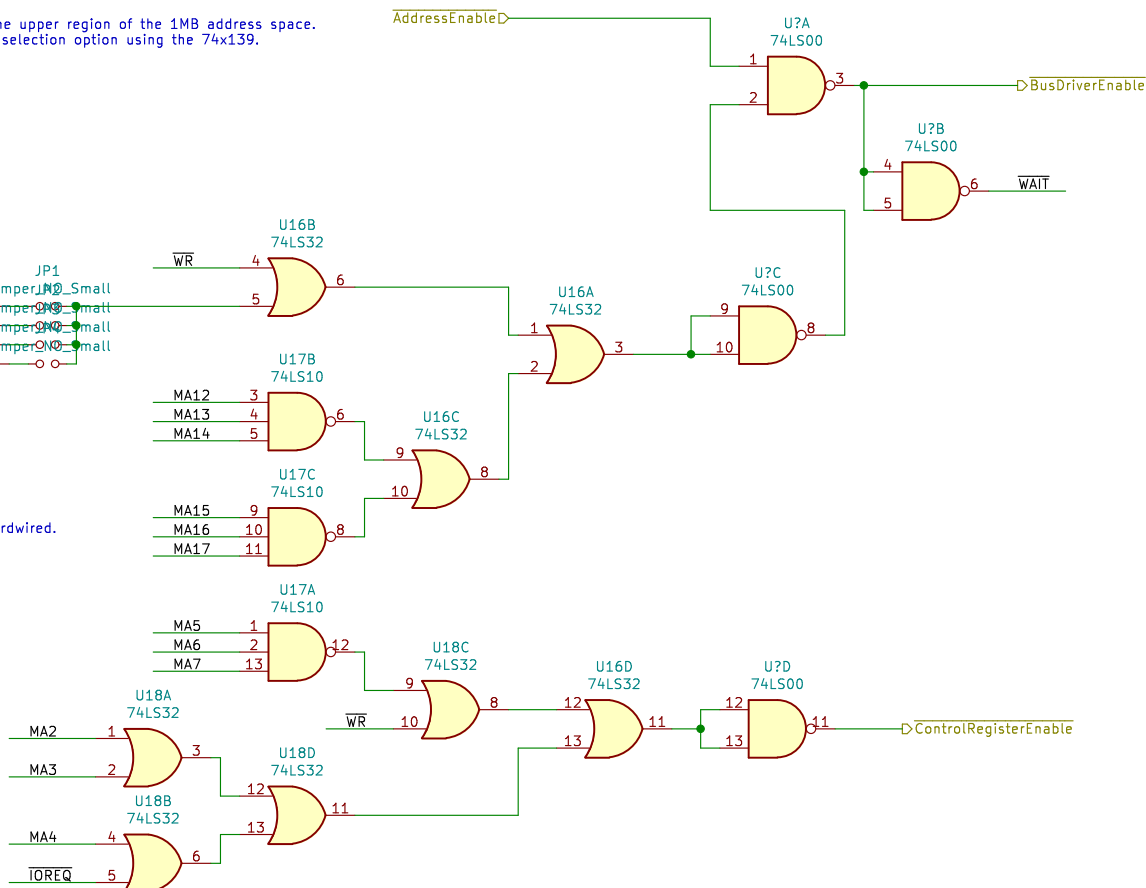 ne upper region of the 1MB address space.
selection option using the 74x139.
AddressEnable
U?A
74LS00
1
2
3
BusDriverEnable
U?B
74LS00
4
5
6
WAIT
U16B
74LS32
WR
4
5
6
JP1
mper_NO_Small
mper_NO_Small
mper_NO_Small
mper_NO_Small
U16A
74LS32
1
2
3
U?C
74LS00
9
10
8
U17B
74LS10
MA12
3
MA13
4
MA14
5
6
U16C
74LS32
9
10
8
U17C
74LS10
MA15
9
MA16
10
MA17
11
8
rdwired.
U17A
74LS10
MA5
1
MA6
2
MA7
13
12
U18C
74LS32
9
WR
10
8
U16D
74LS32
12
13
11
U?D
74LS00
12
13
11
ControlRegisterEnable
U18A
74LS32
MA2
1
MA3
2
3
U18D
74LS32
12
13
11
U18B
74LS32
MA4
4
IOREQ
5
6